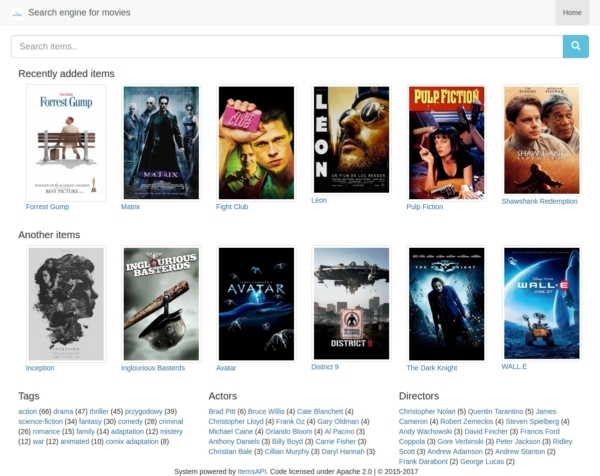 Search engine for movies
Home
Search items..
Recently added items
Forrest Gump
MATRIX
CLUB
LÉON
UN FILM DE LUC BESSON
PULP FICTION
SHAWSHANK
Forrest Gump
Matrix
Fight Club
Léon
Pulp Fiction
Shawshank Redemption
Another items
INGLOURIOUS
BASTERDS
AVATAR
DISTRICT 9
THE DARK KNIGHT
WALL·E
JUNE 27
Inception
Inglourious Basterds
Avatar
District 9
The Dark Knight
WALL.E
Tags
action (66) drama (47) thriller (45) przygodowy (39)
science-fiction (34) fantasy (30) comedy (28) criminal
(26) romance (15) family (14) adaptation (12) mistery
(12) war (12) animated (10) comix adaptation (8)
Actors
Brad Pitt (6) Bruce Willis (4) Cate Blanchett (4)
Christopher Lloyd (4) Frank Oz (4) Gary Oldman (4)
Michael Caine (4) Orlando Bloom (4) Al Pacino (3)
Anthony Daniels (3) Billy Boyd (3) Carrie Fisher (3)
Christian Bale (3) Cillian Murphy (3) Daryl Hannah (3)
Directors
Christopher Nolan (5) Quentin Tarantino (5) James
Cameron (4) Robert Zemeckis (4) Steven Spielberg (4)
Andy Wachowski (3) David Fincher (3) Francis Ford
Coppola (3) Gore Verbinski (3) Peter Jackson (3) Ridley
Scott (3) Andrew Adamson (2) Andrew Stanton (2)
Frank Darabont (2) George Lucas (2)
System powered by ItemsAPI. Code licensed under Apache 2.0 | © 2015-2017